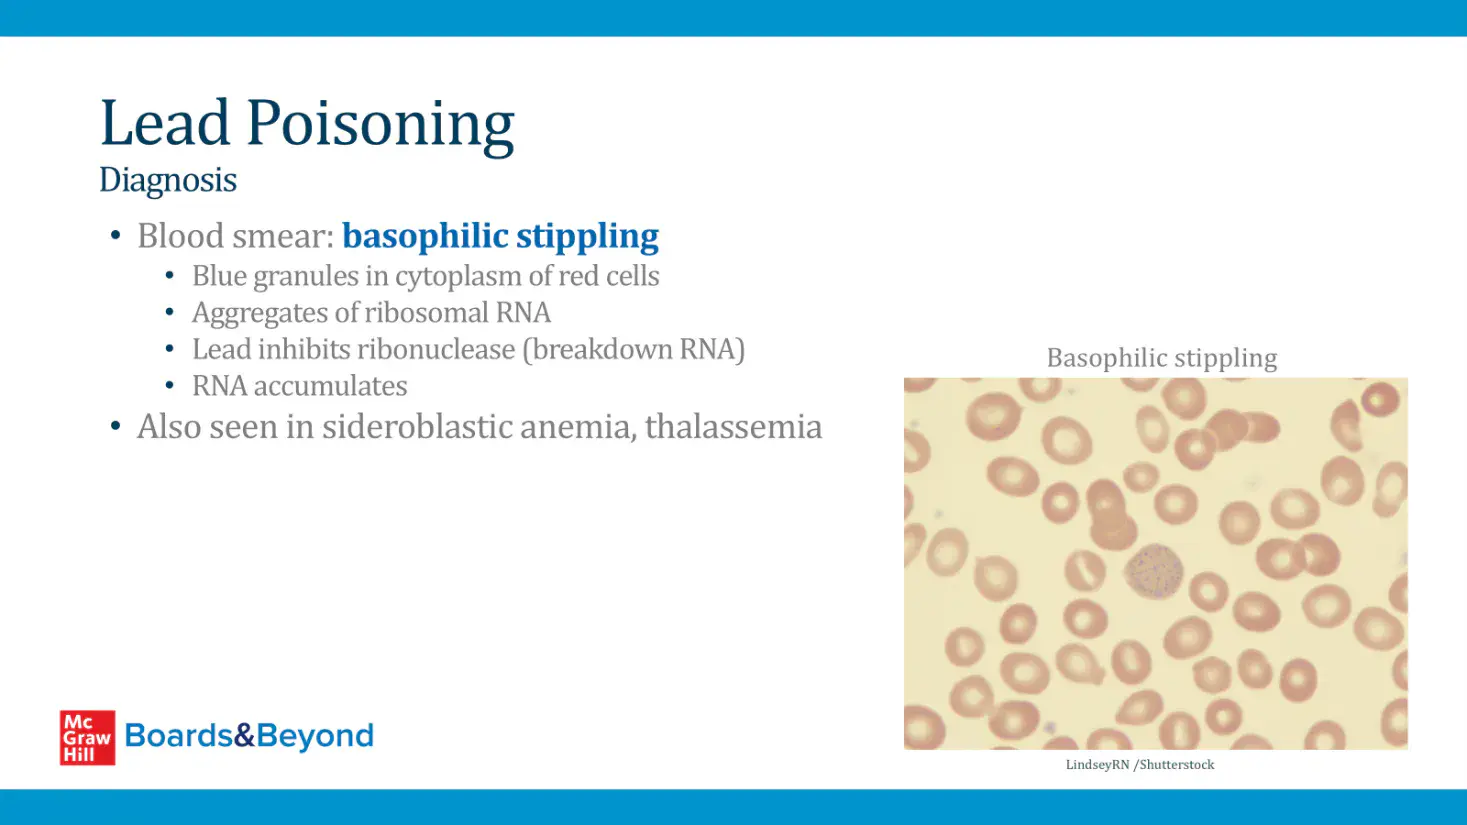 Lead Poisoning
Diagnosis
• Blood smear: basophilic stippling
• Blue granules in cytoplasm of red cells
• Aggregates of ribosomal RNA
• Lead inhibits ribonuclease (breakdown RNA)
• RNA accumulates
• Also seen in sideroblastic anemia, thalassemia
Basophilic stippling
LindseyRN /Shutterstock
Mc
Graw
Hill
Boards&Beyond